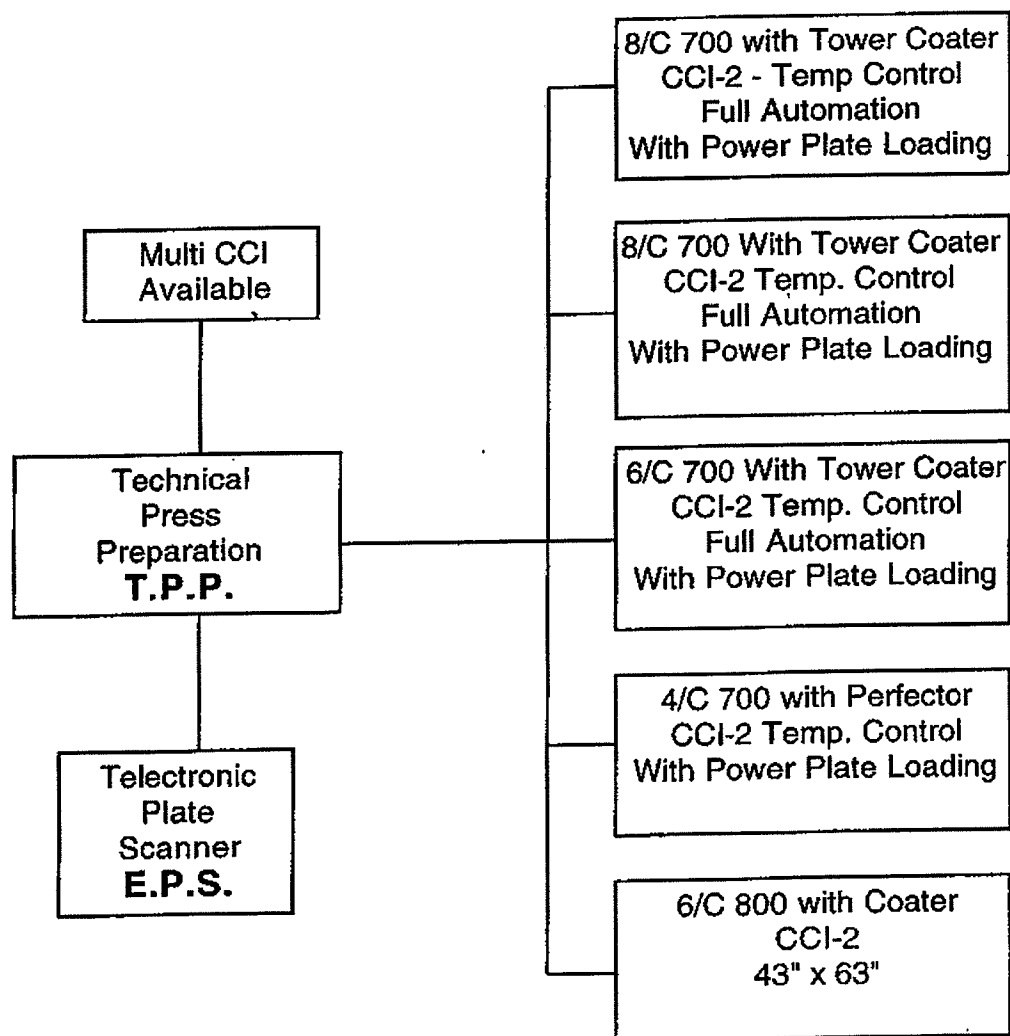 Multi CCI
Available
Technical
Press
Preparation
T.P.P.
Telectronic
Plate
Scanner
E.P.S.
8/C 700 with Tower Coater
CCI-2 - Temp Control
Full Automation
With Power Plate Loading
8/C 700 With Tower Coater
CCI-2 Temp. Control
Full Automation
With Power Plate Loading
6/C 700 With Tower Coater
CCI-2 Temp. Control
Full Automation
With Power Plate Loading
4/C 700 with Perfector
CCI-2 Temp. Control
With Power Plate Loading
6/C 800 with Coater
CCI-2
43" x 63"